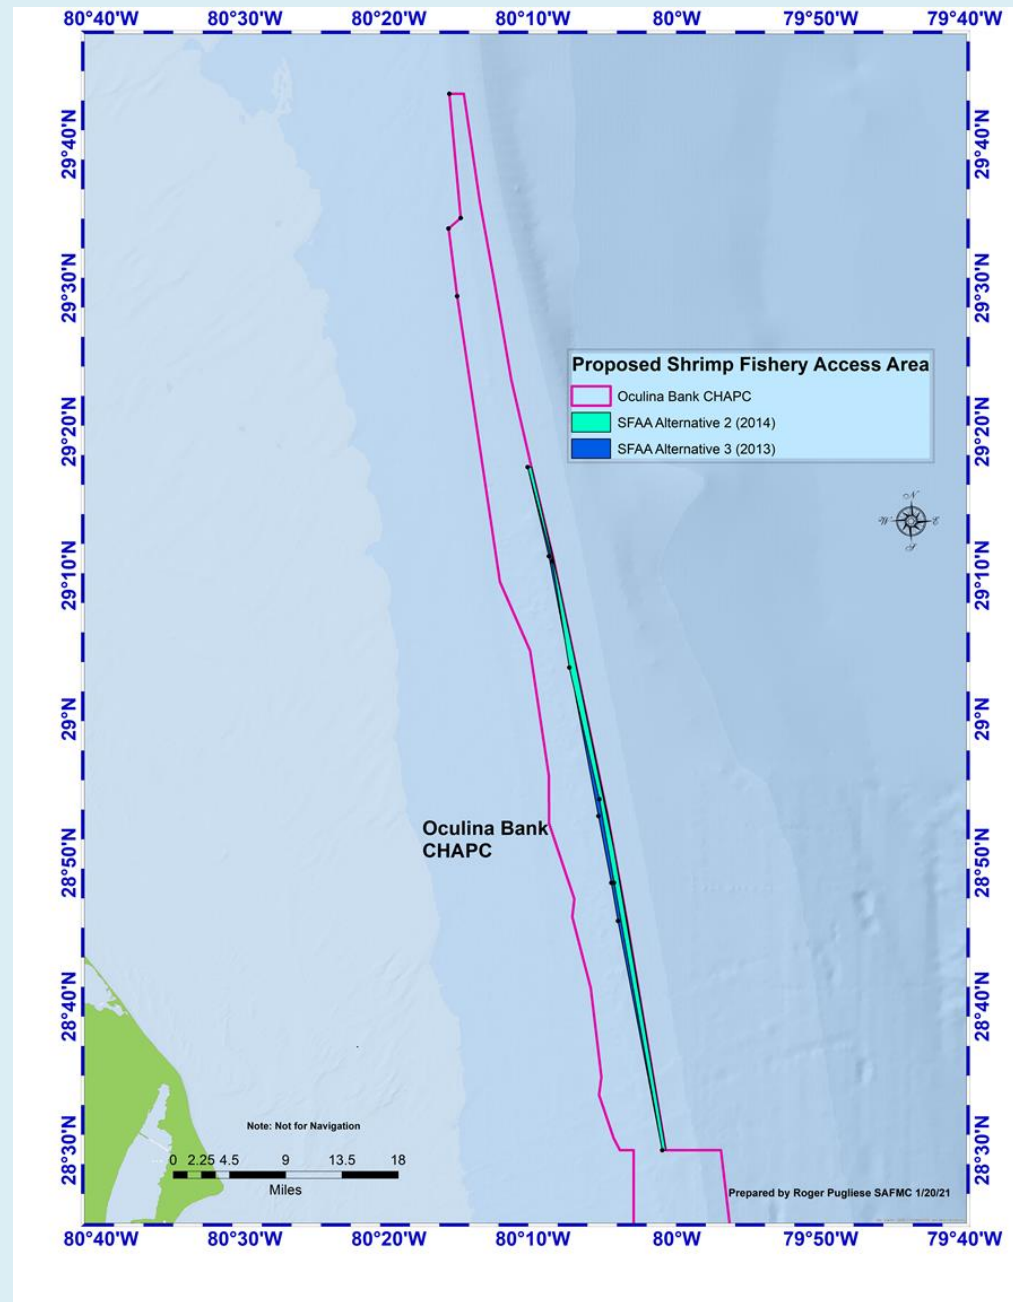 80°40'W 80°30'W 80°20'W 80°10'W 80°W 79°50'W 79°40'W
29°40'N 29°40'N
29°30'N 29°30'N
Proposed Shrimp Fishery Access Area
Oculina Bank CHAPC
SFAA Alternative 2 (2014)
SFAA Alternative 3 (2013)
29°20'N 29°20'N
N
W E
S
29°10'N 29°10'N
29°N 29°N
Oculina Bank
CHAPC
28°50'N 28°50'N
28°40'N 28°40'N
Note: Not for Navigation
28°30'N 28°30'N
0 2.25 4.5 9 13.5 18
Miles
Prepared by Roger Pugliese SAFMC 1/20/21
80°40'W 80°30'W 80°20'W 80°10'W 80°W 79°50'W 79°40'W